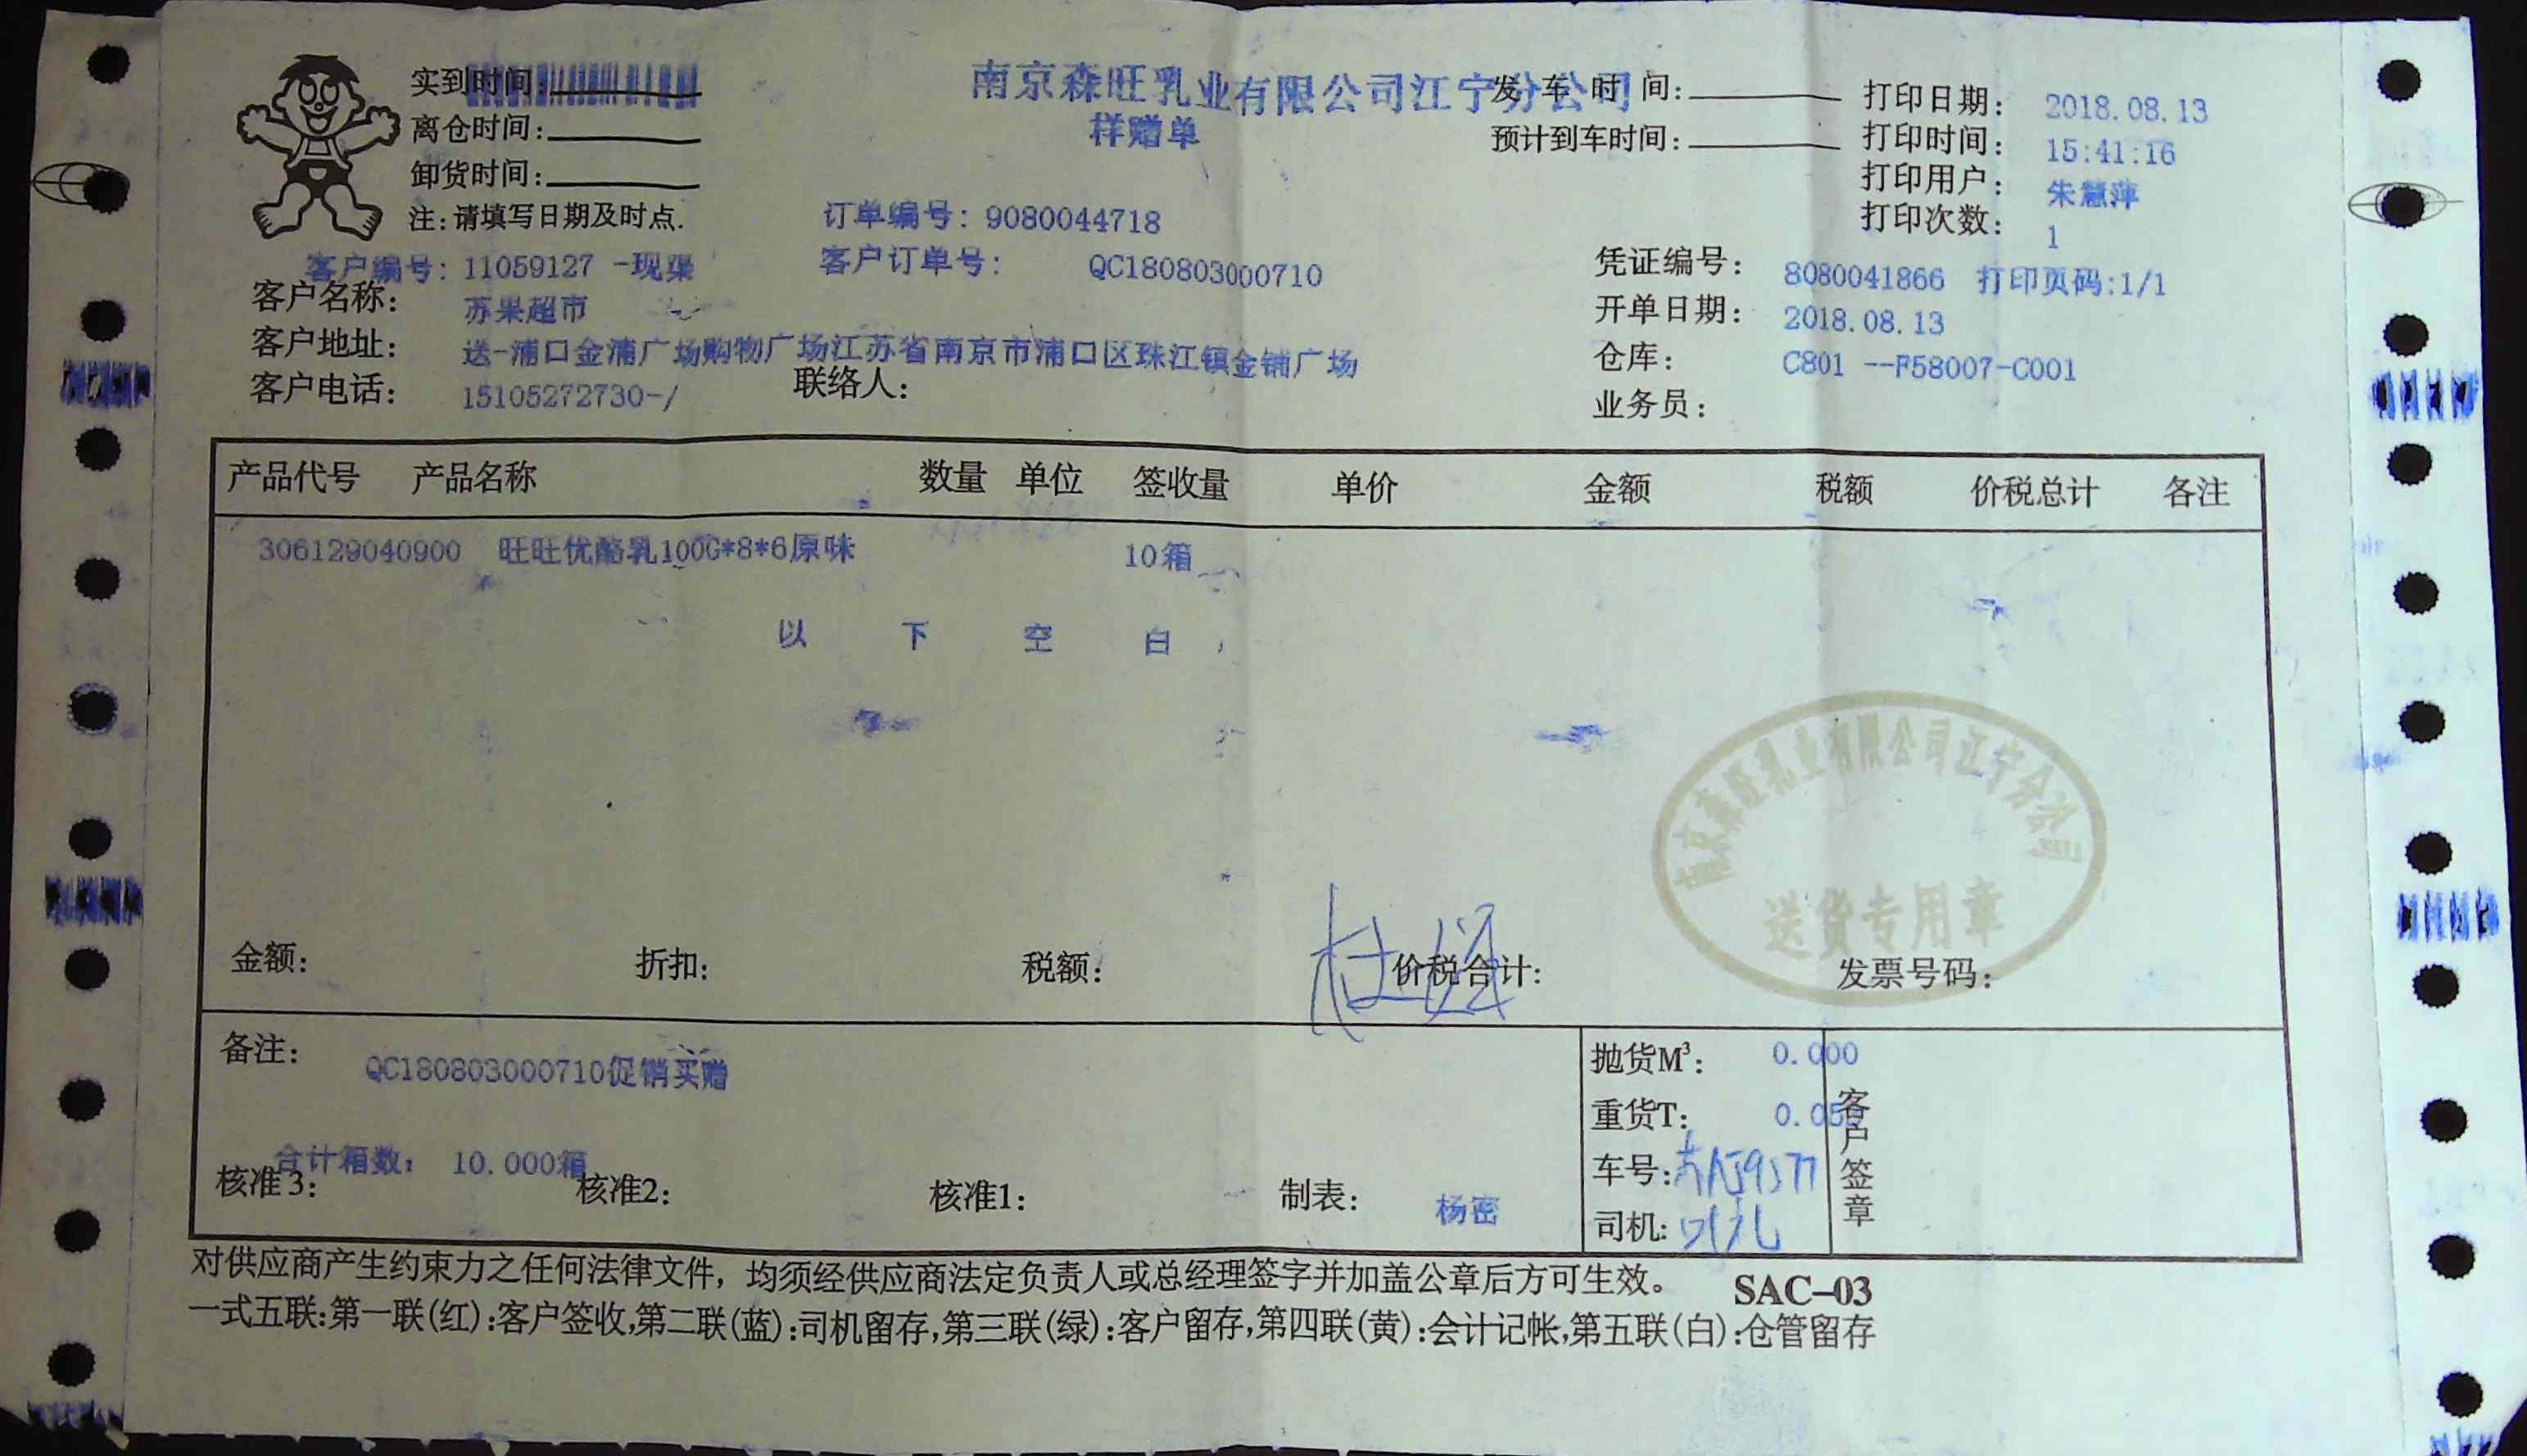 实到时间:
离仓时间:
卸货时间:
注:请填写日期及时点.
南京森旺乳业有限公司江宁分公司
样赠单
发 车 时 间:
预计到车时间:
打印日期: 2018.08.13
打印时间: 15:41:16
打印用户: 朱慧萍
打印次数: 1
订单编号: 9080044718
客户编号: 11059127 -现渠
客户订单号: QC180803000710
凭证编号: 8080041866 打印页码:1/1
客户名称: 苏果超市
开单日期: 2018.08.13
客户地址: 送-浦口金浦广场购物广场江苏省南京市浦口区珠江镇金铺广场
仓库: C801 --F58007-C001
客户电话: 15105272730-/
联络人:
业务员:
产品代号 产品名称 数量 单位 签收量 单价 金额 税额 价税总计 各注
306129040900 旺旺优酪乳100G*8*6原味 10箱
以 下 空 白
南京森旺乳业有限公司江宁分公司
送货专用章
金额: 折扣: 税额: 价税合计: 发票号码:
备注: QC180803000710促销买赠
合计箱数: 10.000箱
核准3: 核准2: 核准1: 制表: 杨密
抛货M³: 0.000
重货T: 0.05
车号:
司机:
客户签章
对供应商产生约束力之任何法律文件，均须经供应商法定负责人或总经理签字并加盖公章后方可生效。 SAC-03
一式五联:第一联(红):客户签收,第二联(蓝):司机留存,第三联(绿):客户留存,第四联(黄):会计记帐,第五联(白):仓管留存